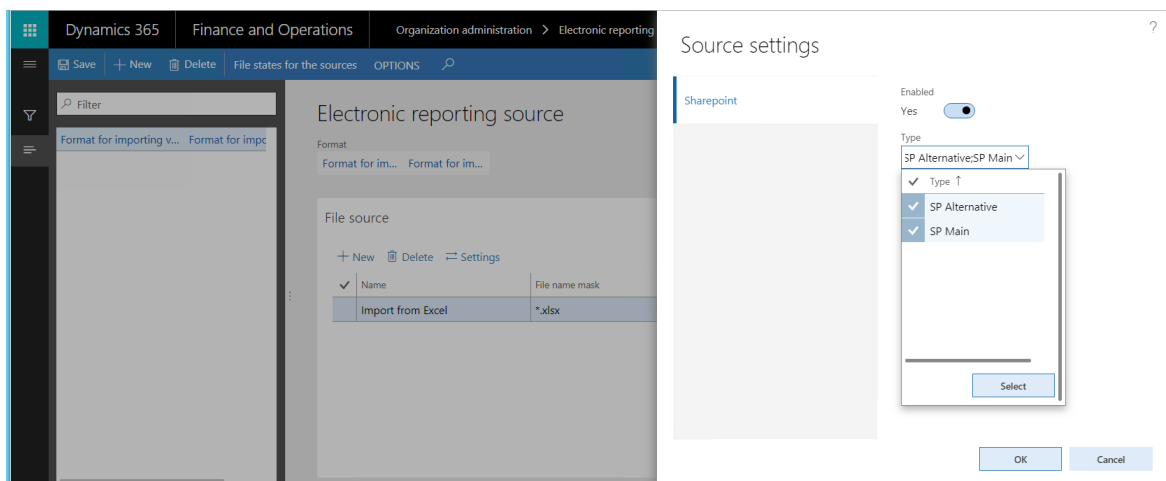 Dynamics 365 Finance and Operations Organization administration > Electronic reporting
Save New Delete File states for the sources OPTIONS
Filter
Format for importing v... Format for impo
Electronic reporting source
Format
Format for im... Format for im...
File source
New Delete Settings
Name File name mask
Import from Excel *.xlsx
?
Source settings
Sharepoint
Enabled
Yes
Type
SP Alternative;SP Main
Type ↑
SP Alternative
SP Main
Select
OK Cancel